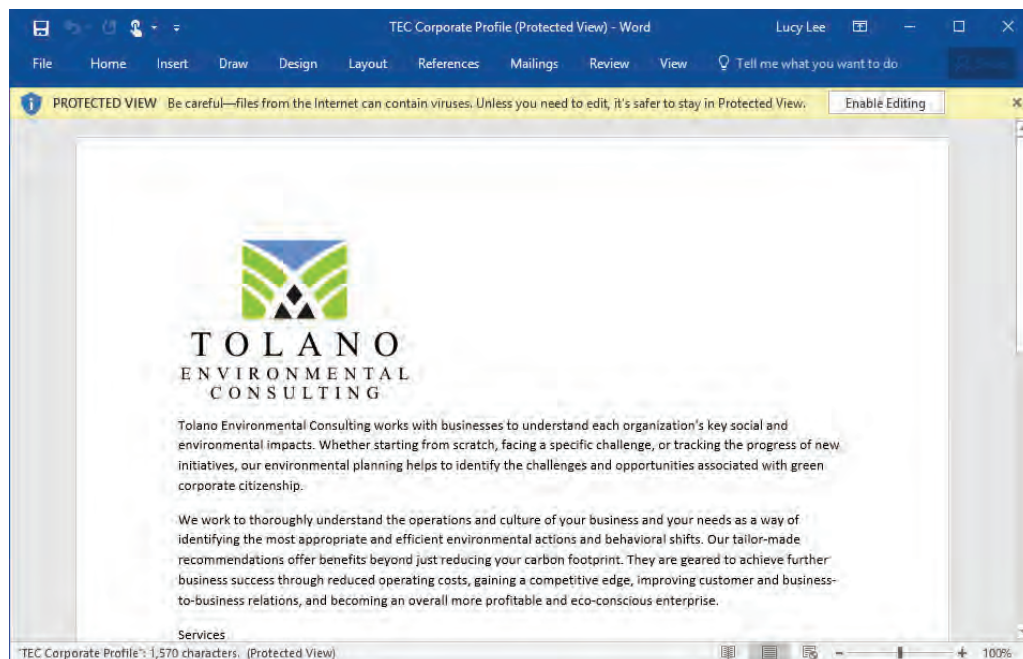 TEC Corporate Profile (Protected View) - Word
Lucy Lee
File Home Insert Draw Design Layout References Mailings Review View Tell me what you want to do
PROTECTED VIEW Be careful—files from the Internet can contain viruses. Unless you need to edit, it's safer to stay in Protected View. Enable Editing
TOLANO
ENVIRONMENTAL
CONSULTING
Tolano Environmental Consulting works with businesses to understand each organization's key social and
environmental impacts. Whether starting from scratch, facing a specific challenge, or tracking the progress of new
initiatives, our environmental planning helps to identify the challenges and opportunities associated with green
corporate citizenship.
We work to thoroughly understand the operations and culture of your business and your needs as a way of
identifying the most appropriate and efficient environmental actions and behavioral shifts. Our tailor-made
recommendations offer benefits beyond just reducing your carbon footprint. They are geared to achieve further
business success through reduced operating costs, gaining a competitive edge, improving customer and business-
to-business relations, and becoming an overall more profitable and eco-conscious enterprise.
Services
"TEC Corporate Profile": 1,570 characters. (Protected View) 100%